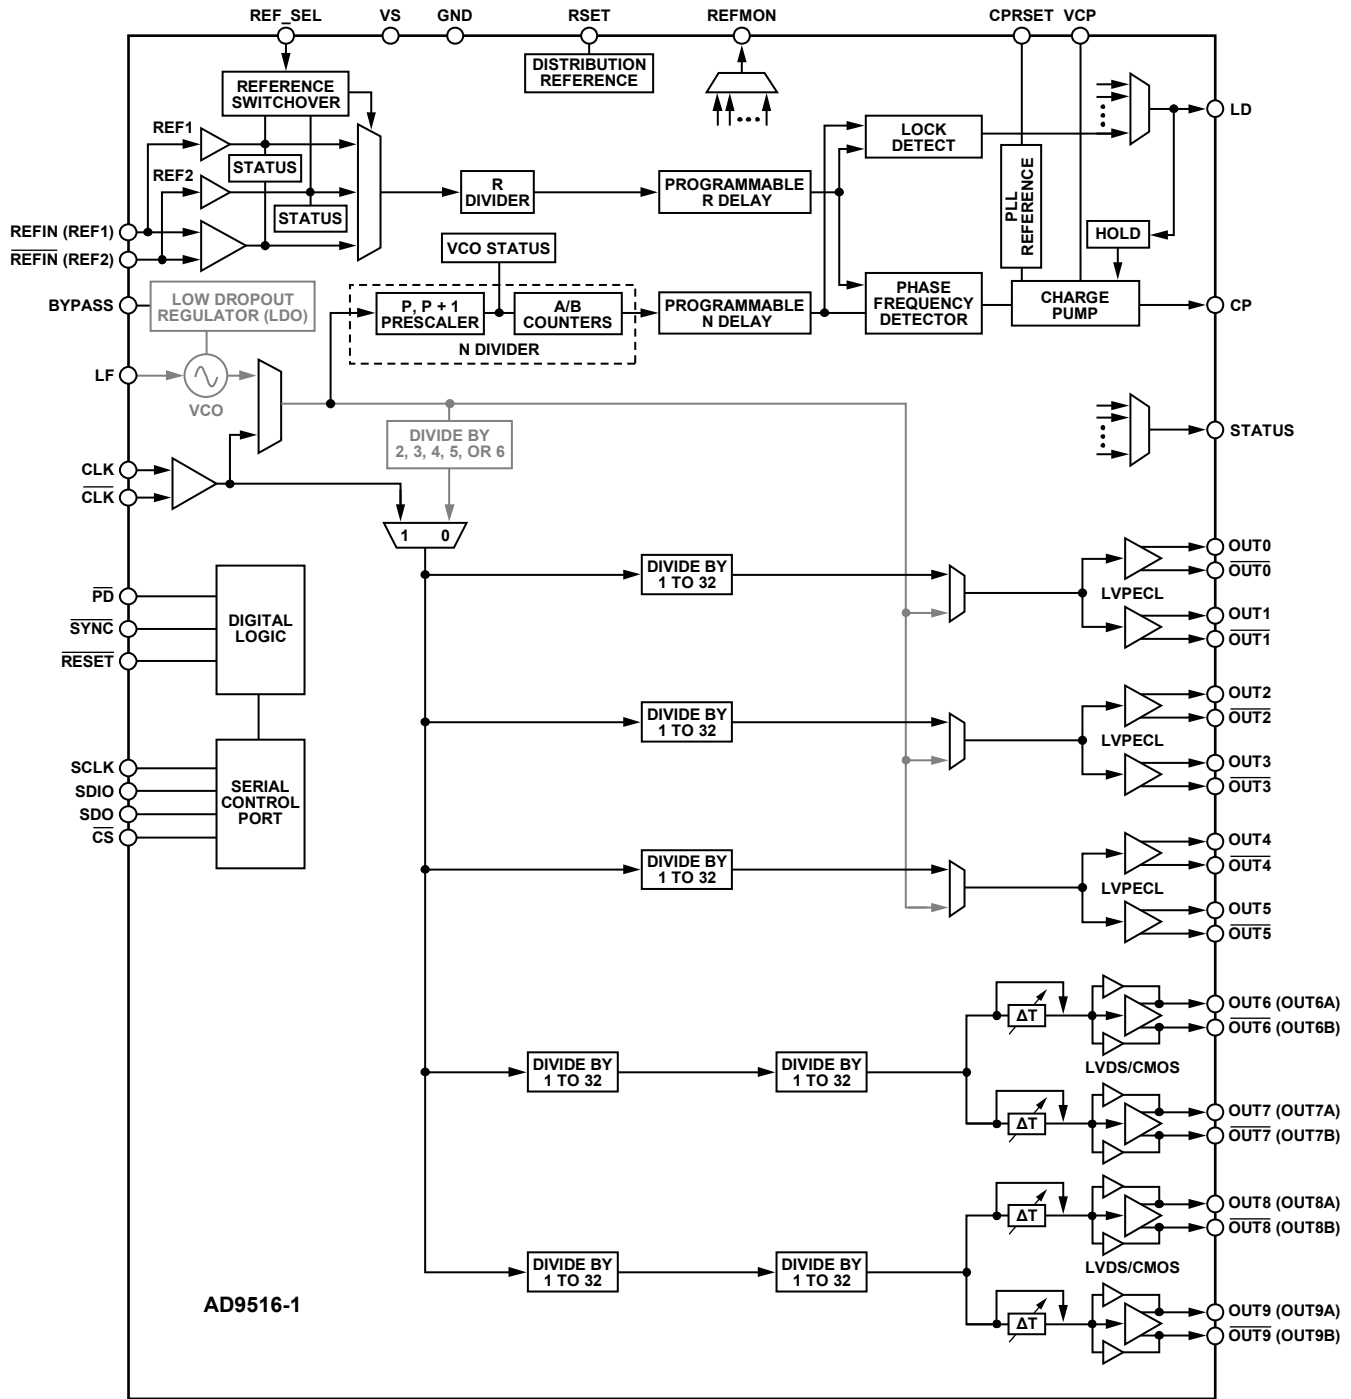 REF_SEL
VS
GND
RSET
REFMON
CPRSET
VCP
DISTRIBUTION
REFERENCE
REFERENCE
SWITCHOVER
REF1
STATUS
REF2
STATUS
REFIN (REF1)
REFIN (REF2)
BYPASS
LF
CLK
CLK
R
DIVIDER
PROGRAMMABLE
R DELAY
LOCK
DETECT
PLL
REFERENCE
HOLD
LD
VCO STATUS
LOW DROPOUT
REGULATOR (LDO)
P, P + 1
PRESCALER
A/B
COUNTERS
N DIVIDER
PROGRAMMABLE
N DELAY
PHASE
FREQUENCY
DETECTOR
CHARGE
PUMP
CP
VCO
DIVIDE BY
2, 3, 4, 5, OR 6
STATUS
1 0
PD
SYNC
RESET
DIGITAL
LOGIC
SCLK
SDIO
SDO
CS
SERIAL
CONTROL
PORT
DIVIDE BY
1 TO 32
LVPECL
OUT0
OUT0
OUT1
OUT1
DIVIDE BY
1 TO 32
LVPECL
OUT2
OUT2
OUT3
OUT3
DIVIDE BY
1 TO 32
LVPECL
OUT4
OUT4
OUT5
OUT5
DIVIDE BY
1 TO 32
DIVIDE BY
1 TO 32
ΔT
ΔT
LVDS/CMOS
OUT6 (OUT6A)
OUT6 (OUT6B)
OUT7 (OUT7A)
OUT7 (OUT7B)
DIVIDE BY
1 TO 32
DIVIDE BY
1 TO 32
ΔT
ΔT
LVDS/CMOS
OUT8 (OUT8A)
OUT8 (OUT8B)
OUT9 (OUT9A)
OUT9 (OUT9B)
AD9516-1